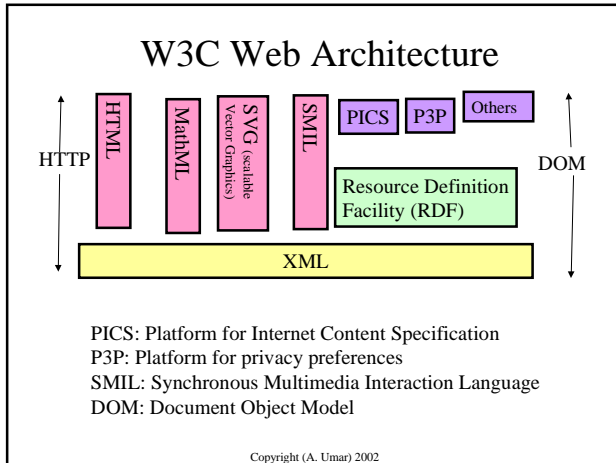 W3C Web Architecture
HTTP
HTML
MathML
SVG (scalable
Vector Graphics)
SMIL
PICS
P3P
Others
DOM
Resource Definition
Facility (RDF)
XML
PICS: Platform for Internet Content Specification
P3P: Platform for privacy preferences
SMIL: Synchronous Multimedia Interaction Language
DOM: Document Object Model
Copyright (A. Umar) 2002